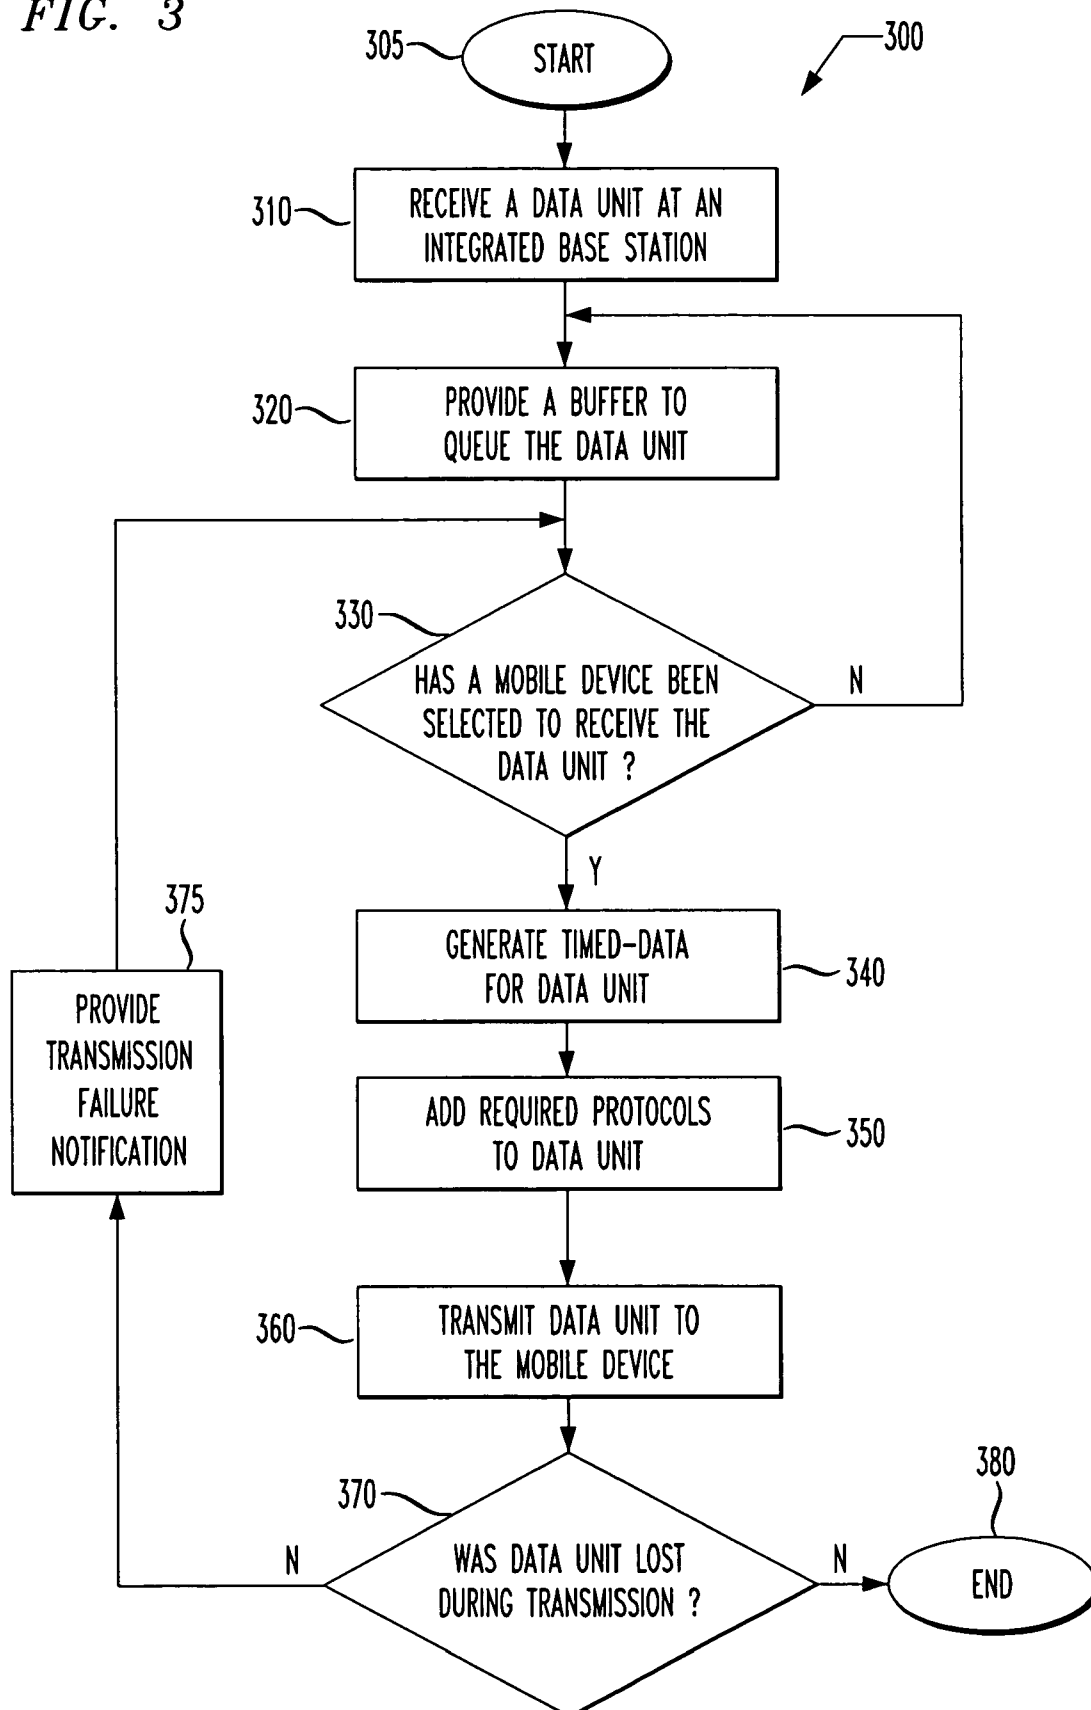 FIG. 3
305
START
300
310
RECEIVE A DATA UNIT AT AN
INTEGRATED BASE STATION
320
PROVIDE A BUFFER TO
QUEUE THE DATA UNIT
330
HAS A MOBILE DEVICE BEEN
SELECTED TO RECEIVE THE
DATA UNIT ?
N
Y
375
PROVIDE
TRANSMISSION
FAILURE
NOTIFICATION
GENERATE TIMED-DATA
FOR DATA UNIT
340
ADD REQUIRED PROTOCOLS
TO DATA UNIT
350
360
TRANSMIT DATA UNIT TO
THE MOBILE DEVICE
370
WAS DATA UNIT LOST
DURING TRANSMISSION ?
N
N
380
END